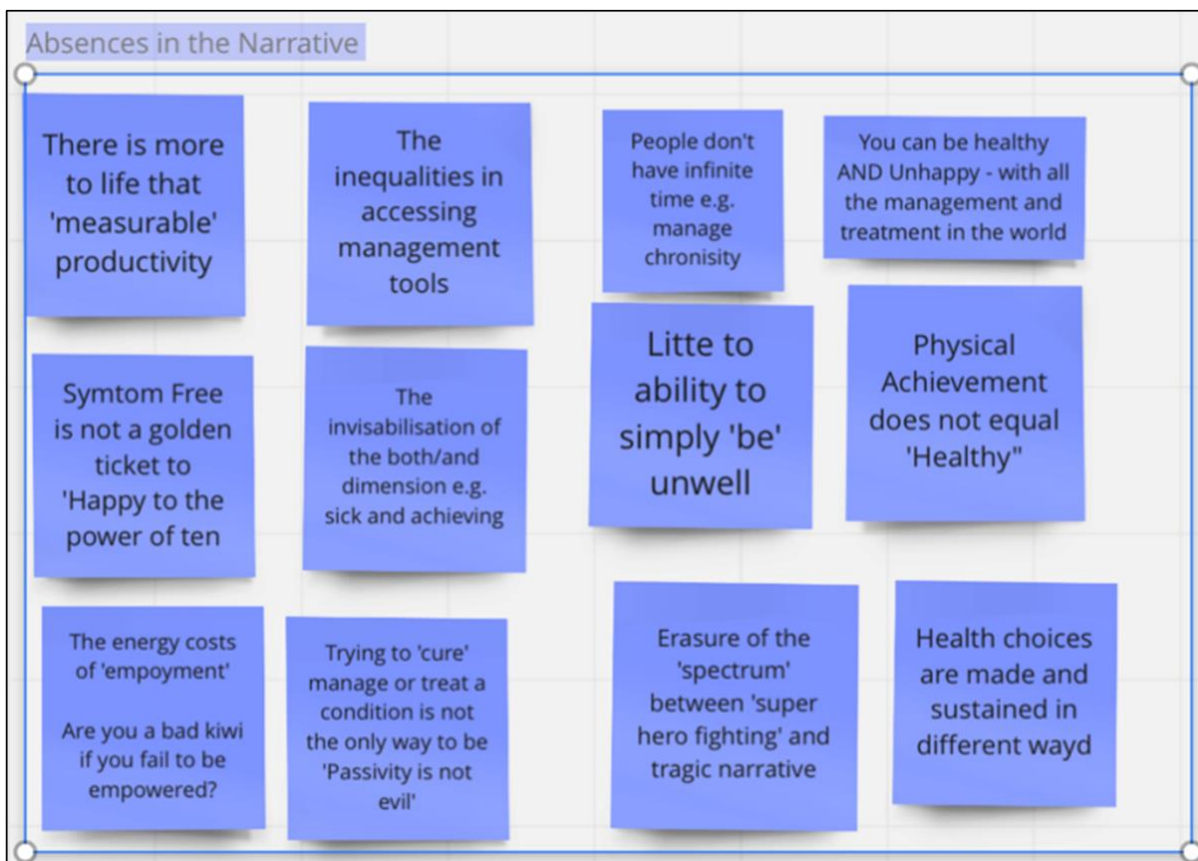 Absences in the Narrative
There is more
to life that
'measurable'
productivity
The
inequalities in
accessing
management
tools
People don't
have infinite
time e.g.
manage
chronisity
You can be healthy
AND Unhappy - with all
the management and
treatment in the world
Symtom Free
is not a golden
ticket to
'Happy to the
power of ten
The
invisabilisation of
the both/and
dimension e.g.
sick and achieving
Litte to
ability to
simply 'be'
unwell
Physical
Achievement
does not equal
'Healthy"
The energy costs
of 'empoyment'
Are you a bad kiwi
if you fail to be
empowered?
Trying to 'cure'
manage or treat a
condition is not
the only way to be
'Passivity is not
evil'
Erasure of the
'spectrum'
between 'super
hero fighting' and
tragic narrative
Health choices
are made and
sustained in
different wayd